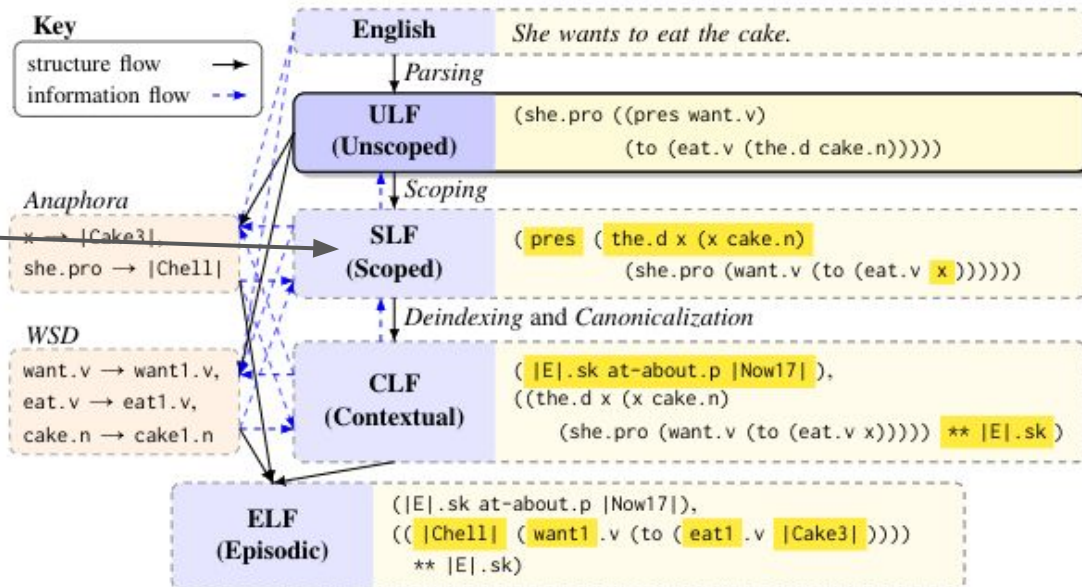 Key
structure flow
information flow
English
She wants to eat the cake.
Parsing
ULF
(Unscoped)
(she.pro ((pres want.v)
(to (eat.v (the.d cake.n)))))
Scoping
Anaphora
x → |Cake3|,
she.pro → |Chell|
SLF
(Scoped)
( pres ( the.d x (x cake.n)
(she.pro (want.v (to (eat.v x ))))))
Deindexing and Canonicalization
WSD
want.v → want1.v,
eat.v → eat1.v,
cake.n → cake1.n
CLF
(Contextual)
( |E|.sk at-about.p |Now17| ),
((the.d x (x cake.n)
(she.pro (want.v (to (eat.v x))))) ** |E|.sk )
ELF
(Episodic)
(|E|.sk at-about.p |Now17|),
(( |Chell| ( want1 .v (to ( eat1 .v |Cake3| ))))
** |E|.sk)